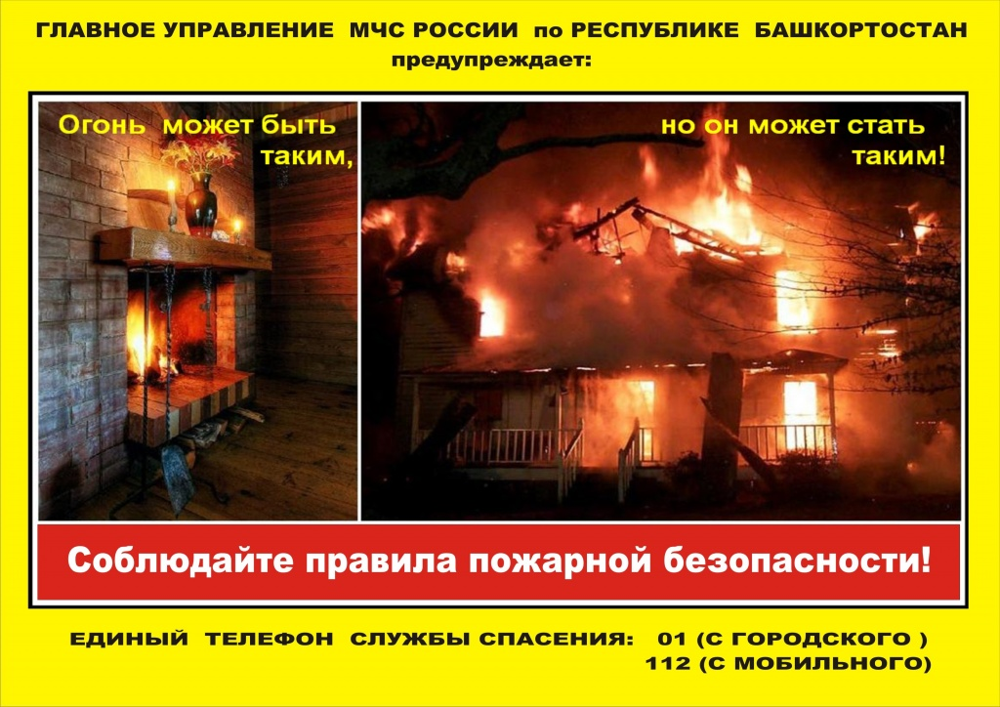 ГЛАВНОЕ УПРАВЛЕНИЕ МЧС РОССИИ по РЕСПУБЛИКЕ БАШКОРТОСТАН
предупреждает:
Огонь может быть
таким,
но он может стать
таким!
Соблюдайте правила пожарной безопасности!
ЕДИНЫЙ ТЕЛЕФОН СЛУЖБЫ СПАСЕНИЯ: 01 (С ГОРОДСКОГО )
112 (С МОБИЛЬНОГО)